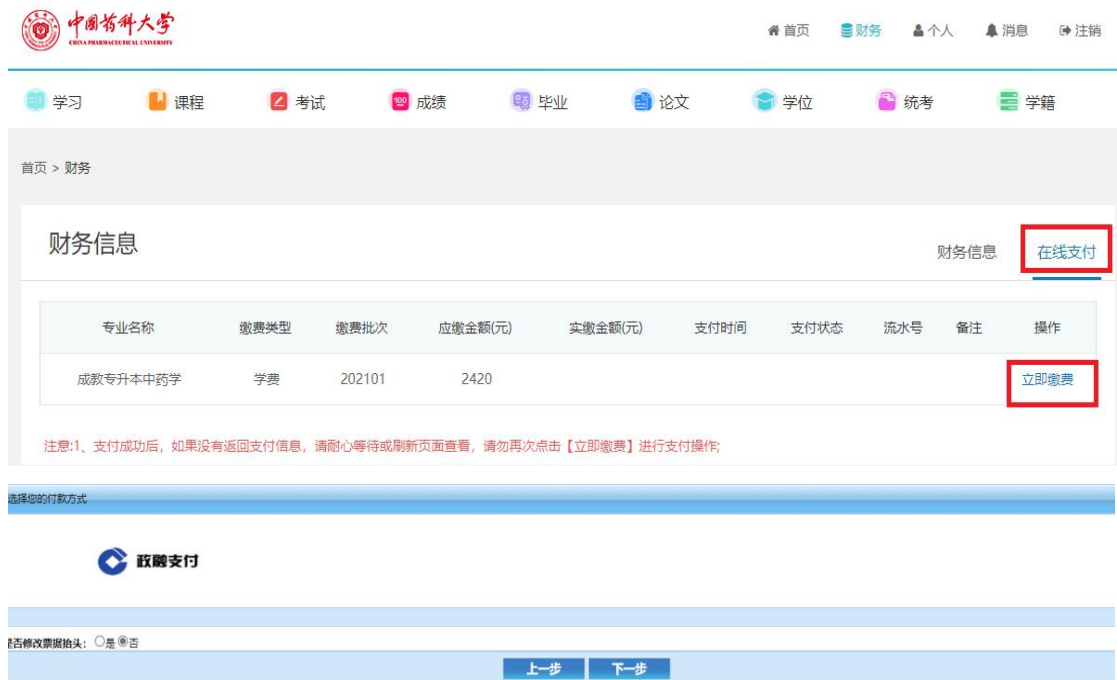 中国药科大学
CHINA PHARMACEUTICAL UNIVERSITY
首页 财务 个人 消息 注销
学习 课程 考试 100 成绩 毕业 论文 学位 统考 学籍
首页 > 财务
财务信息 财务信息 在线支付
专业名称 缴费类型 缴费批次 应缴金额(元) 实缴金额(元) 支付时间 支付状态 流水号 备注 操作
成教专升本中药学 学费 202101 2420 立即缴费
注意:1、支付成功后，如果没有返回支付信息，请耐心等待或刷新页面查看，请勿再次点击【立即缴费】进行支付操作;
选择您的付款方式
政融支付
是否修改票据抬头: 是 否
上一步 下一步